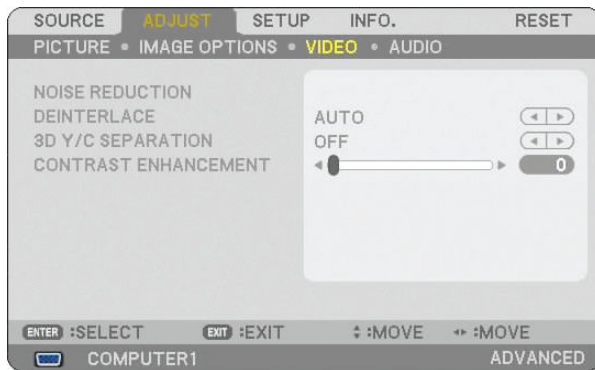 SOURCE ADJUST SETUP INFO. RESET
PICTURE • IMAGE OPTIONS • VIDEO • AUDIO
NOISE REDUCTION
DEINTERLACE AUTO
3D Y/C SEPARATION OFF
CONTRAST ENHANCEMENT 0
ENTER :SELECT EXIT :EXIT :MOVE :MOVE
COMPUTER1 ADVANCED